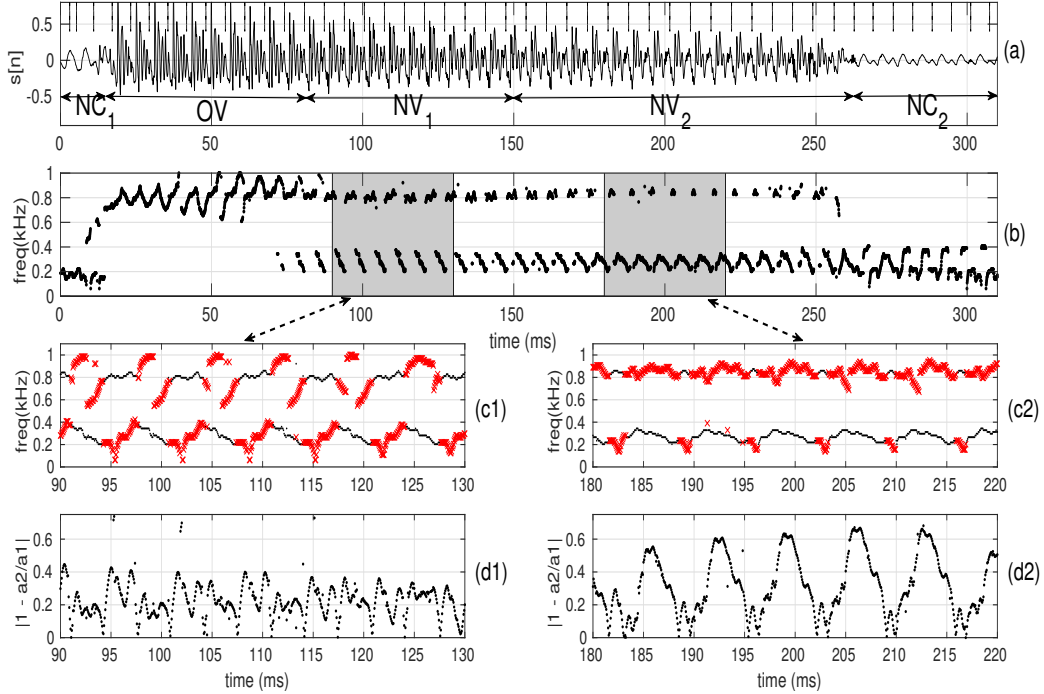 0.5
0
-0.5
s[n]
(a)
NC1
OV
NV1
NV2
NC2
0 50 100 150 200 250 300
1
0.8
0.6
0.4
0.2
0
freq(kHz)
(b)
0 50 100 150 200 250 300
time (ms)
1
0.8
0.6
0.4
0.2
0
freq(kHz)
(c1)
90 95 100 105 110 115 120 125 130
1
0.8
0.6
0.4
0.2
0
freq(kHz)
(c2)
180 185 190 195 200 205 210 215 220
0.6
0.4
0.2
0
|1 - a2/a1|
(d1)
90 95 100 105 110 115 120 125 130
time (ms)
0.6
0.4
0.2
0
|1 - a2/a1|
(d2)
180 185 190 195 200 205 210 215 220
time (ms)